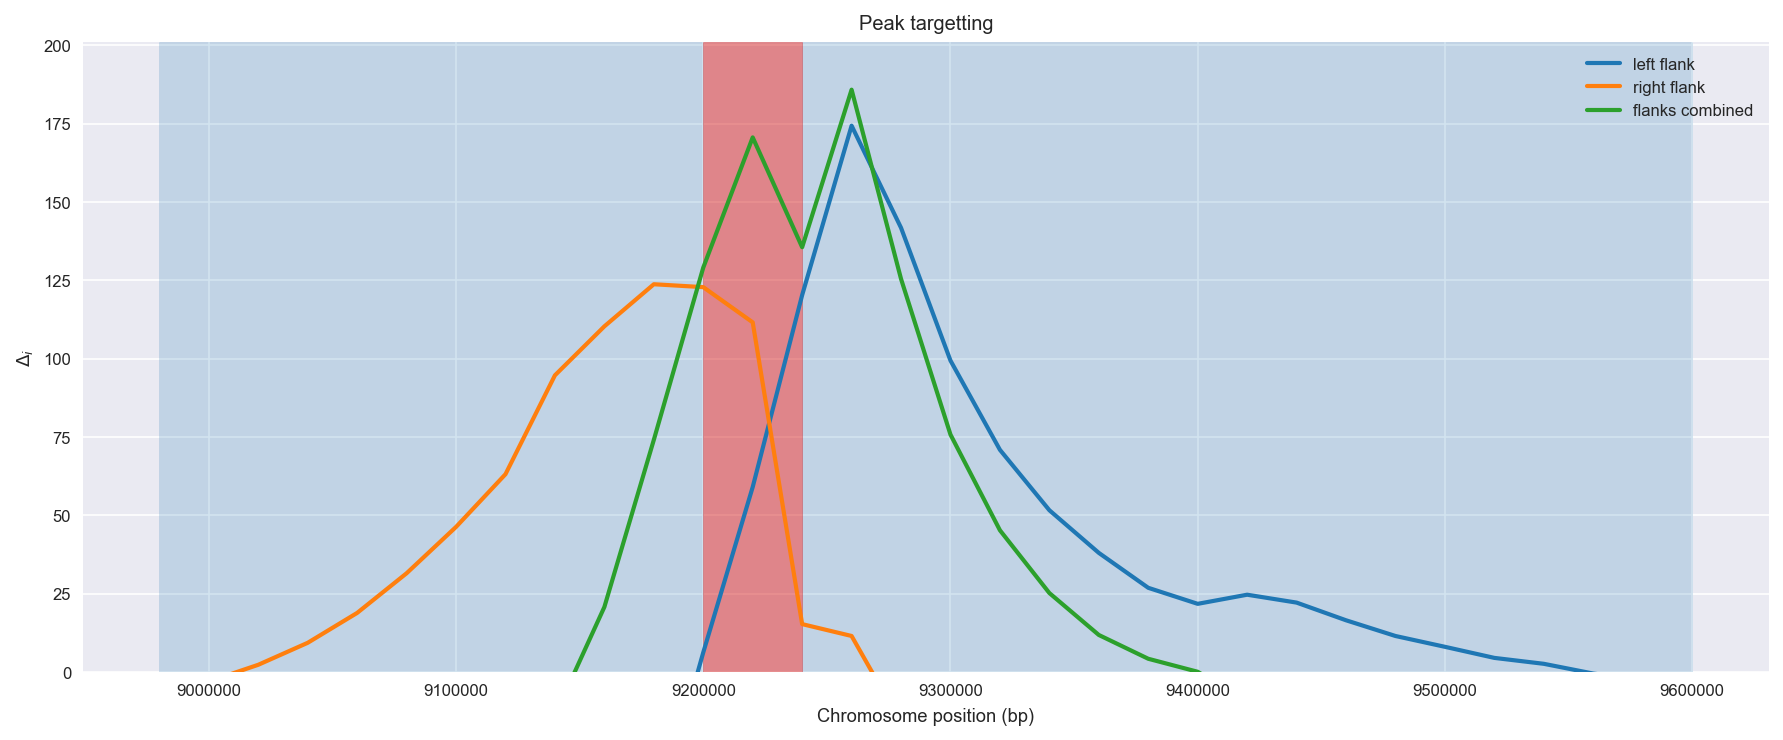 Peak targetting
200
175
150
125
100
75
50
25
0
Δi
left flank
right flank
flanks combined
9000000 9100000 9200000 9300000 9400000 9500000 9600000
Chromosome position (bp)